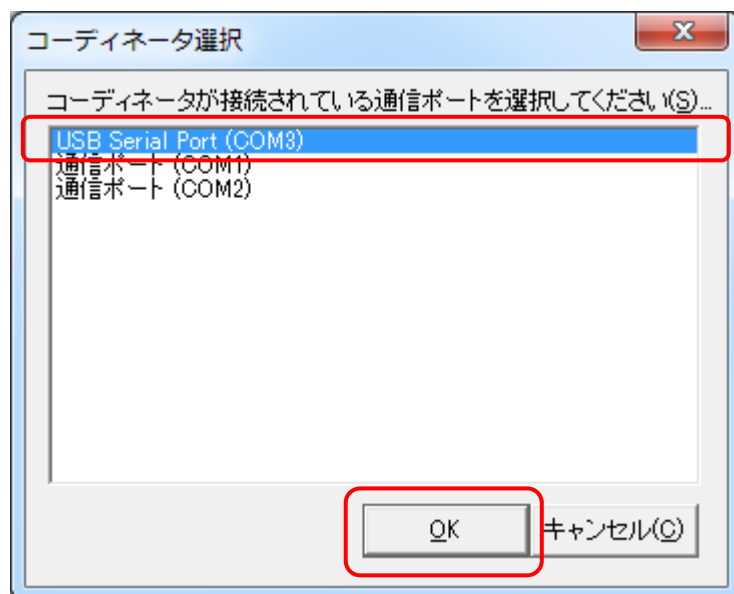 コーディネータ選択
コーディネータが接続されている通信ポートを選択してください(S)...
USB Serial Port (COM3)
通信ポート (COM1)
通信ポート (COM2)
OK
キャンセル(C)